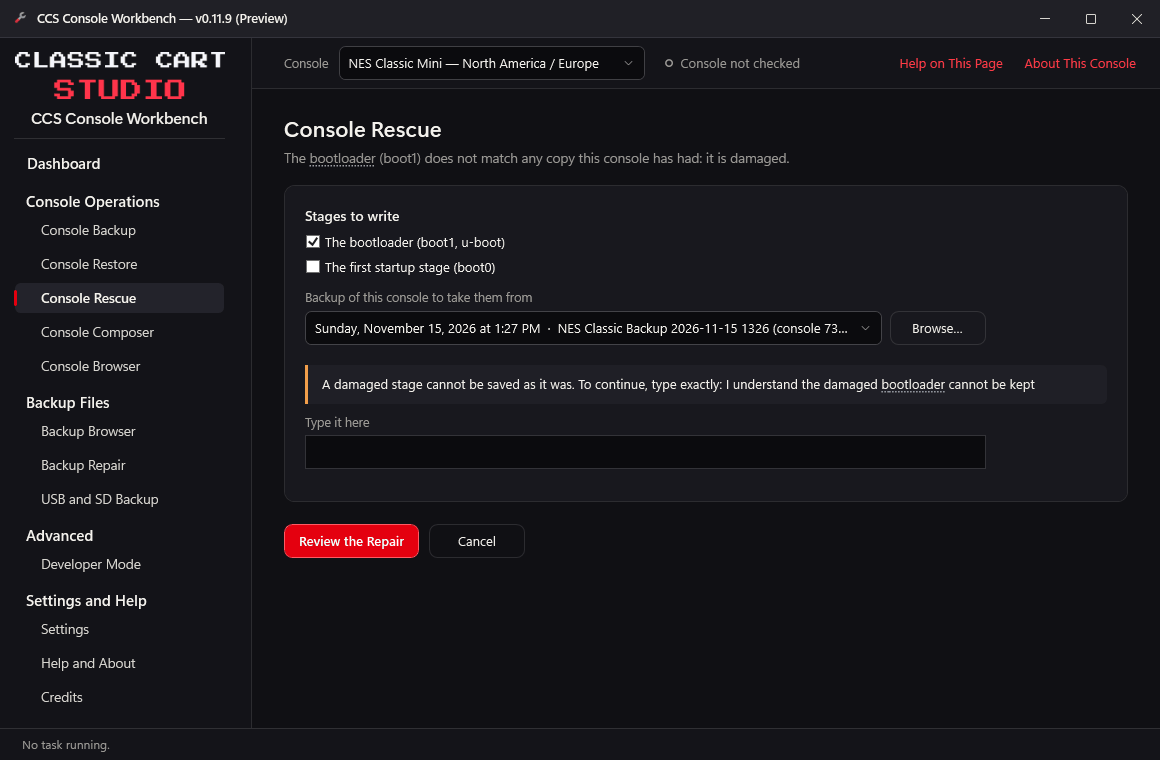 CCS Console Workbench — v0.11.9 (Preview)
CLASSIC CART
STUDIO
CCS Console Workbench
Dashboard
Console Operations
Console Backup
Console Restore
Console Rescue
Console Composer
Console Browser
Backup Files
Backup Browser
Backup Repair
USB and SD Backup
Advanced
Developer Mode
Settings and Help
Settings
Help and About
Credits
Console
NES Classic Mini — North America / Europe
Console not checked
Help on This Page
About This Console
Console Rescue
The bootloader (boot1) does not match any copy this console has had: it is damaged.
Stages to write
The bootloader (boot1, u-boot)
The first startup stage (boot0)
Backup of this console to take them from
Sunday, November 15, 2026 at 1:27 PM · NES Classic Backup 2026-11-15 1326 (console 73...
Browse...
A damaged stage cannot be saved as it was. To continue, type exactly: I understand the damaged bootloader cannot be kept
Type it here
Review the Repair
Cancel
No task running.